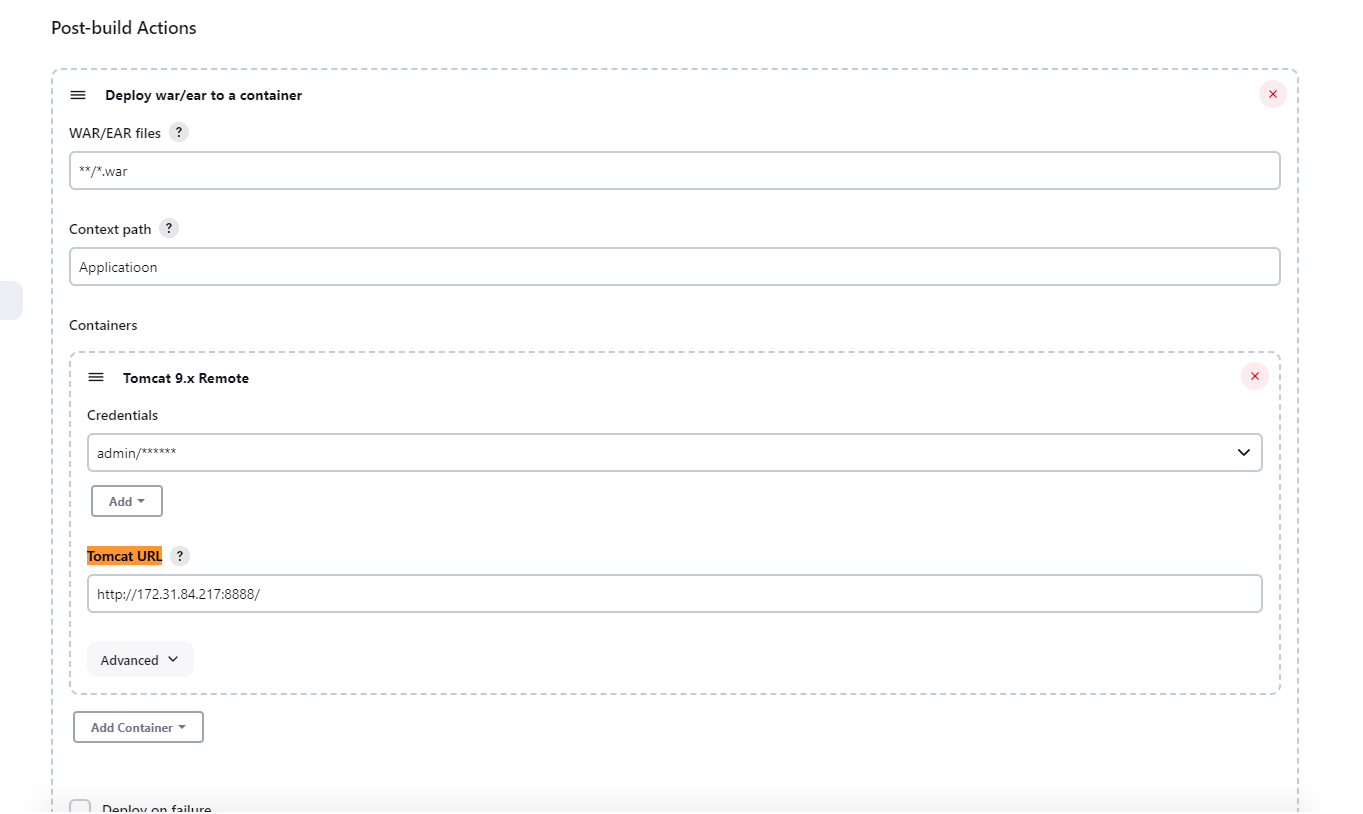 Post-build Actions
Deploy war/ear to a container
WAR/EAR files ?
**/*.war
Context path ?
Applicatioon
Containers
Tomcat 9.x Remote
Credentials
admin/******
Add
Tomcat URL ?
http://172.31.84.217:8888/
Advanced
Add Container
Deploy on failure